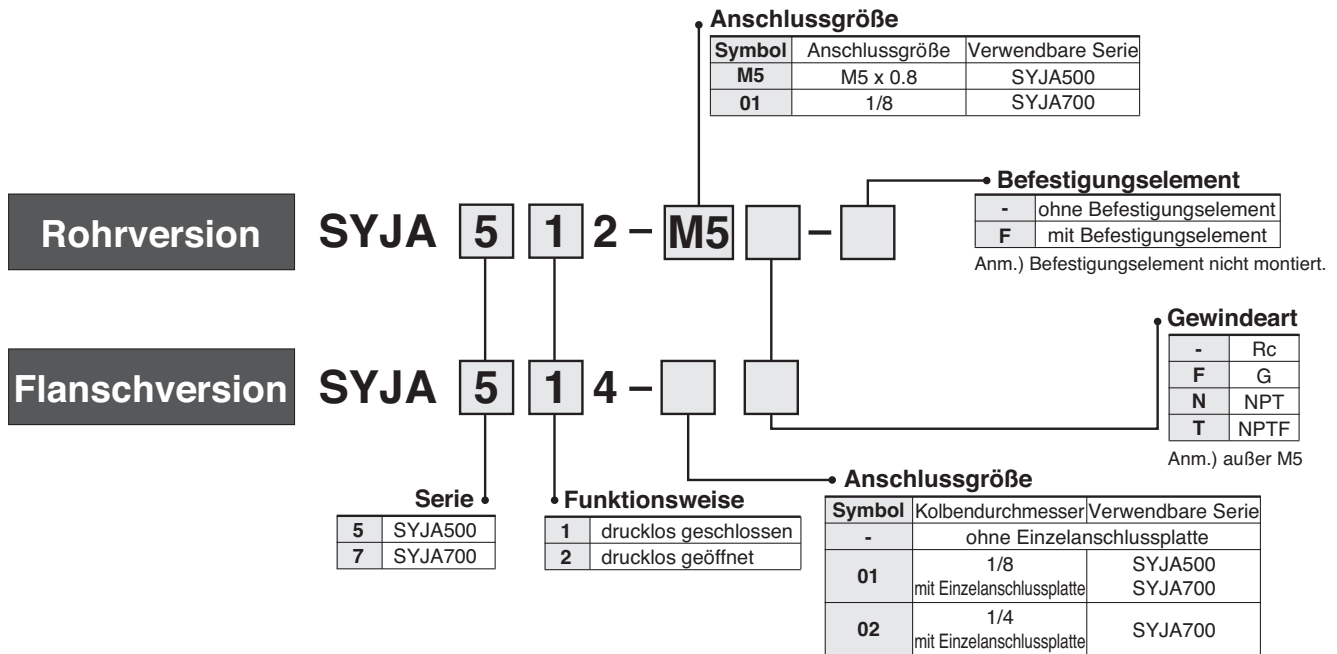 Anschlussgröße
Symbol Anschlussgröße Verwendbare Serie
M5 M5 x 0.8 SYJA500
01 1/8 SYJA700
Befestigungselement
- ohne Befestigungselement
F mit Befestigungselement
Anm.) Befestigungselement nicht montiert.
Rohrversion SYJA 5 1 2 – M5 –
Gewindeart
- Rc
F G
N NPT
T NPTF
Anm.) außer M5
Flanschversion SYJA 5 1 4 –
Serie
5 SYJA500
7 SYJA700
Funktionsweise
1 drucklos geschlossen
2 drucklos geöffnet
Anschlussgröße
Symbol Kolbendurchmesser Verwendbare Serie
- ohne Einzelanschlussplatte
01 1/8 SYJA500
mit Einzelanschlussplatte SYJA700
02 1/4 SYJA700
mit Einzelanschlussplatte